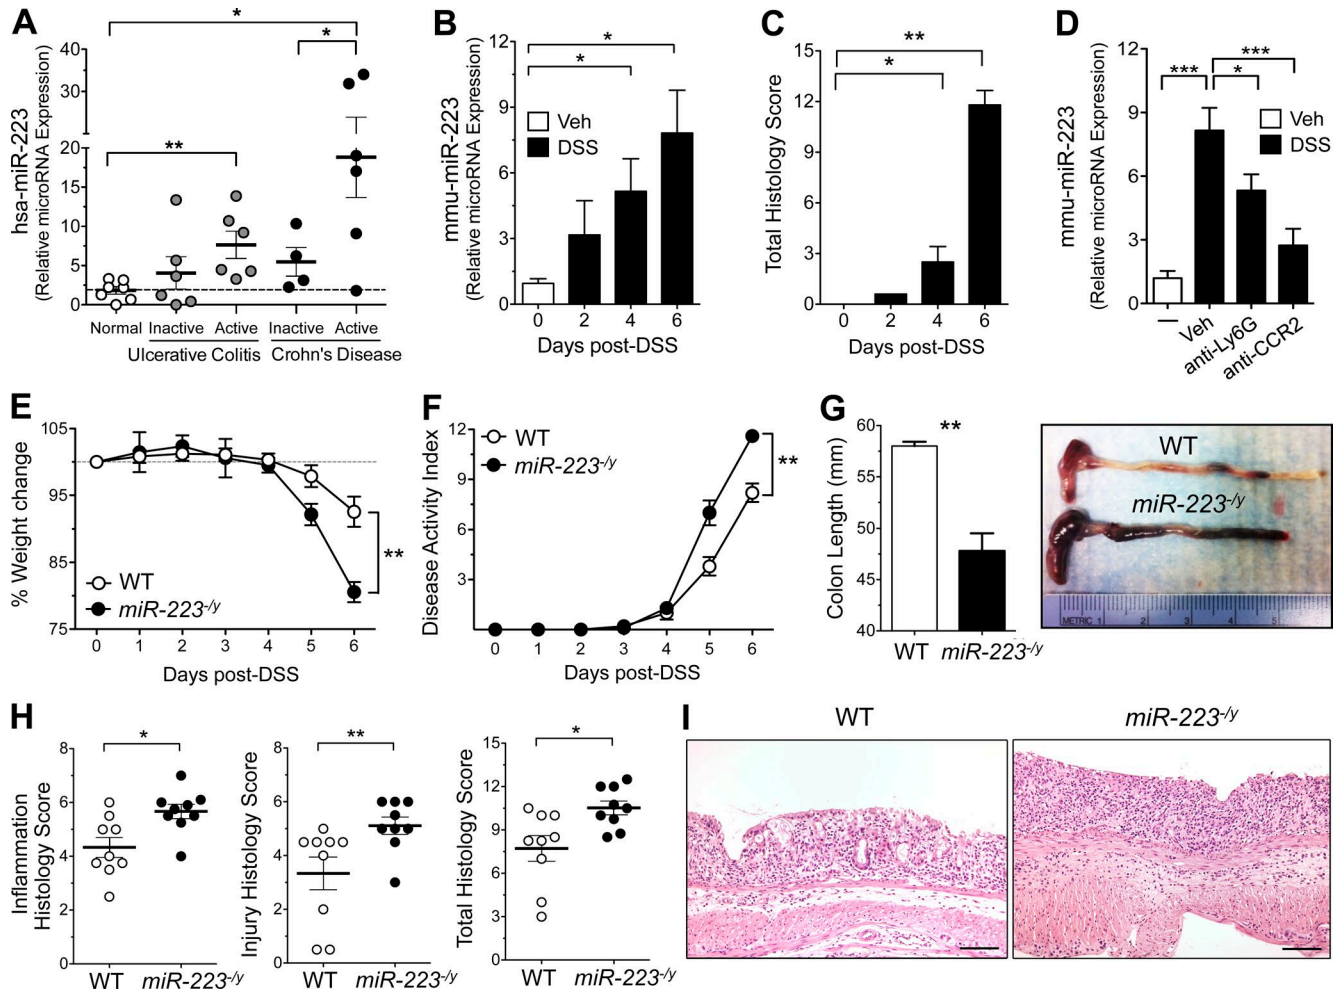 A
hsa-miR-223
(Relative microRNA Expression)
40
30
20
15
10
5
0
*
*
**
Normal Inactive Active Inactive Active
Ulcerative Colitis Crohn's Disease
B
mmu-miR-223
(Relative microRNA Expression)
12
9
6
3
0
*
*
Veh
DSS
0 2 4 6
Days post-DSS
C
Total Histology Score
15
12
9
6
3
0
**
*
0 2 4 6
Days post-DSS
D
mmu-miR-223
(Relative microRNA Expression)
12
9
6
3
0
***
***
*
Veh
DSS
— Veh anti-Ly6G anti-CCR2
E
% Weight change
105
95
85
75
WT
miR-223-/y
**
0 1 2 3 4 5 6
Days post-DSS
F
Disease Activity Index
12
9
6
3
WT
miR-223-/y
**
0 1 2 3 4 5 6
Days post-DSS
G
Colon Length (mm)
60
55
50
45
40
**
WT miR-223-/y
WT
miR-223-/y
METRIC 1 2 3 4 5
H
Inflammation
Histology Score
8
6
4
2
0
*
WT miR-223-/y
Injury Histology Score
8
6
4
2
0
**
WT miR-223-/y
Total Histology Score
15
12
9
6
3
0
*
WT miR-223-/y
I
WT miR-223-/y